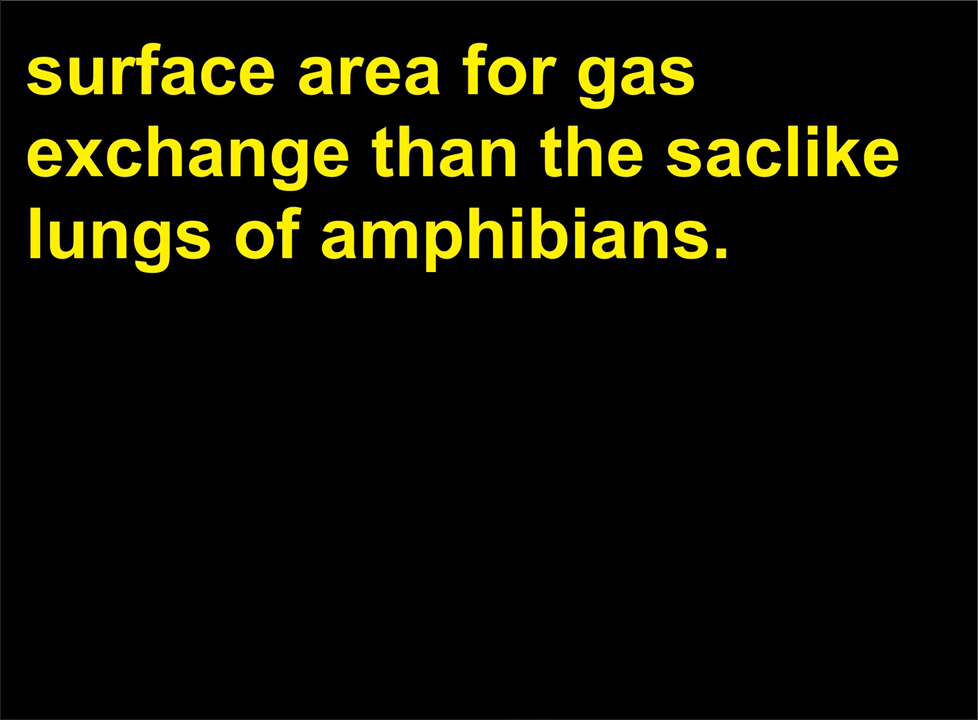 surface area for gas
exchange than the saclike
lungs of amphibians.